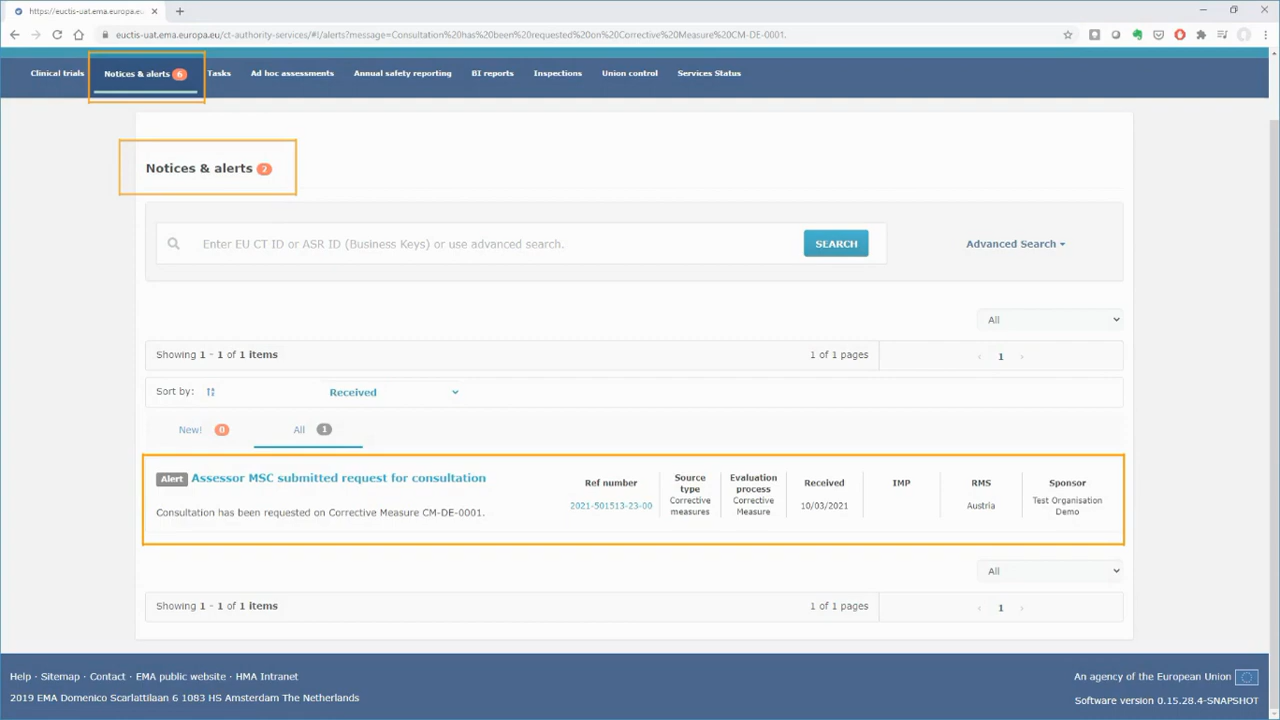 https://euctis-uat.ema.europa.eu
euctis-uat.ema.europa.eu/ct-authority-services/#!/alerts?message=Consultation%20has%20been%20requested%20on%20Corrective%20Measure%20CM-DE-0001.
Clinical trials Notices & alerts 6 Tasks Ad hoc assessments Annual safety reporting BI reports Inspections Union control Services Status
Notices & alerts 2
Enter EU CT ID or ASR ID (Business Keys) or use advanced search. SEARCH Advanced Search
All
Showing 1 - 1 of 1 items 1 of 1 pages ‹ 1 ›
Sort by: Received
New! 0 All 1
Alert Assessor MSC submitted request for consultation
Consultation has been requested on Corrective Measure CM-DE-0001.
Ref number
2021-501513-23-00
Source
type
Corrective
measures
Evaluation
process
Corrective
Measure
Received
10/03/2021
IMP
RMS
Austria
Sponsor
Test Organisation
Demo
All
Showing 1 - 1 of 1 items 1 of 1 pages ‹ 1 ›
Help · Sitemap · Contact · EMA public website · HMA Intranet An agency of the European Union
2019 EMA Domenico Scarlattilaan 6 1083 HS Amsterdam The Netherlands Software version 0.15.28.4-SNAPSHOT